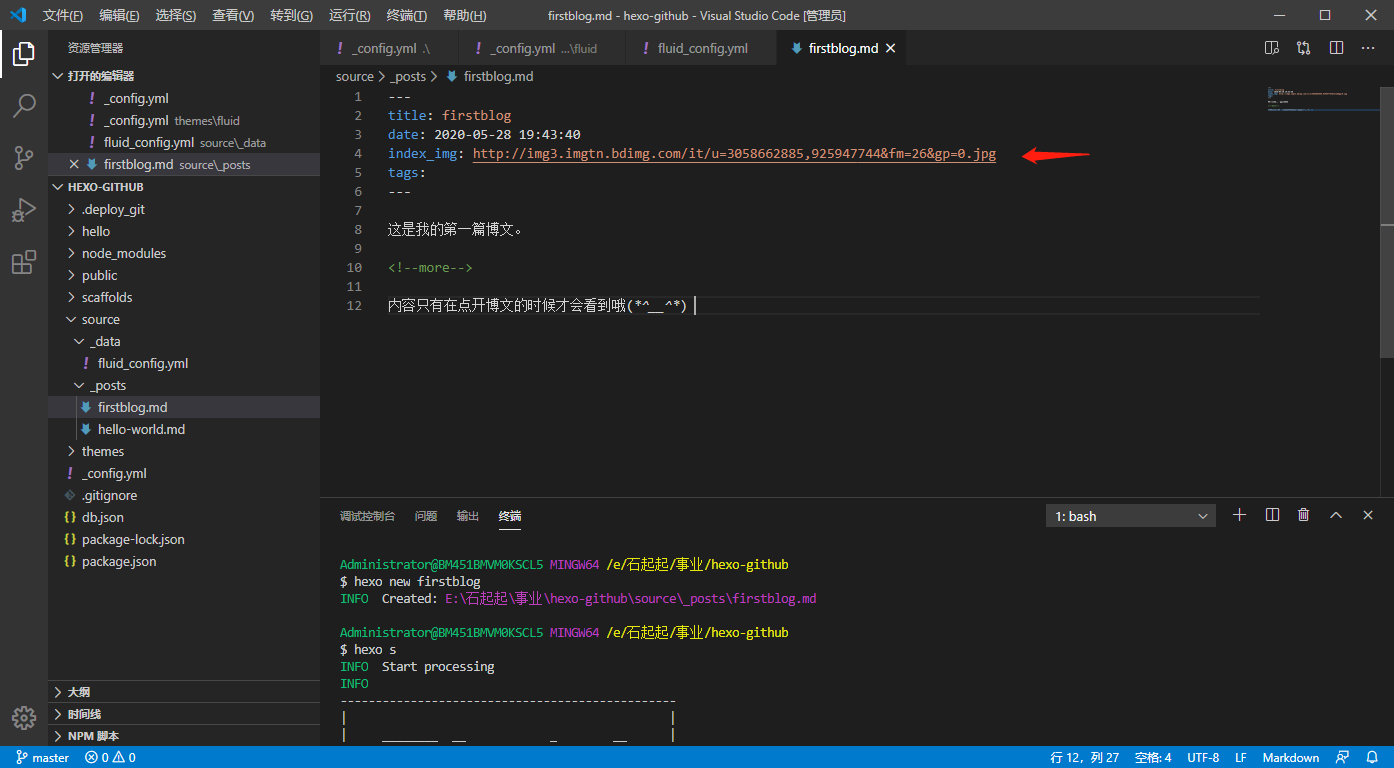 文件(F) 编辑(E) 选择(S) 查看(V) 转到(G) 运行(R) 终端(T) 帮助(H) firstblog.md - hexo-github - Visual Studio Code [管理员]
资源管理器
打开的编辑器
! _config.yml
! _config.yml themes\fluid
! fluid_config.yml source\_data
firstblog.md source\_posts
HEXO-GITHUB
.deploy_git
hello
node_modules
public
scaffolds
source
_data
! fluid_config.yml
_posts
firstblog.md
hello-world.md
themes
! _config.yml
.gitignore
{} db.json
{} package-lock.json
{} package.json
大纲
时间线
NPM 脚本
! _config.yml .\ ! _config.yml ...\fluid ! fluid_config.yml firstblog.md
source > _posts > firstblog.md
1 ---
2 title: firstblog
3 date: 2020-05-28 19:43:40
4 index_img: http://img3.imgtn.bdimg.com/it/u=3058662885,925947744&fm=26&gp=0.jpg
5 tags:
6 ---
7
8 这是我的第一篇博文。
9
10 <!--more-->
11
12 内容只有在点开博文的时候才会看到哦(*^__^*)
调试控制台 问题 输出 终端 1: bash
Administrator@BM451BMVM0KSCL5 MINGW64 /e/石起起/事业/hexo-github
$ hexo new firstblog
INFO Created: E:\石起起\事业\hexo-github\source\_posts\firstblog.md
Administrator@BM451BMVM0KSCL5 MINGW64 /e/石起起/事业/hexo-github
$ hexo s
INFO Start processing
INFO
------------------------------------------------
| |
| ________ __ _ __ |
master 0 0 行 12，列 27 空格: 4 UTF-8 LF Markdown